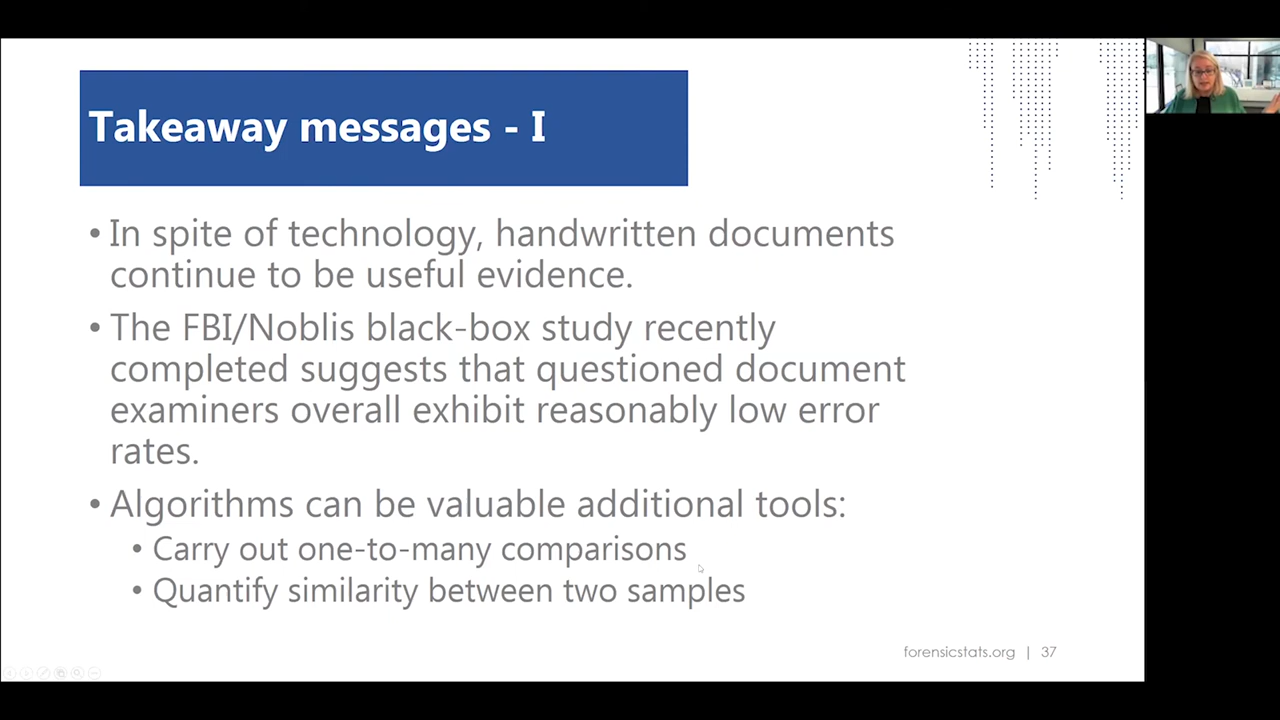 Takeaway messages - I
• In spite of technology, handwritten documents
continue to be useful evidence.
• The FBI/Noblis black-box study recently
completed suggests that questioned document
examiners overall exhibit reasonably low error
rates.
• Algorithms can be valuable additional tools:
• Carry out one-to-many comparisons
• Quantify similarity between two samples
forensicstats.org | 37